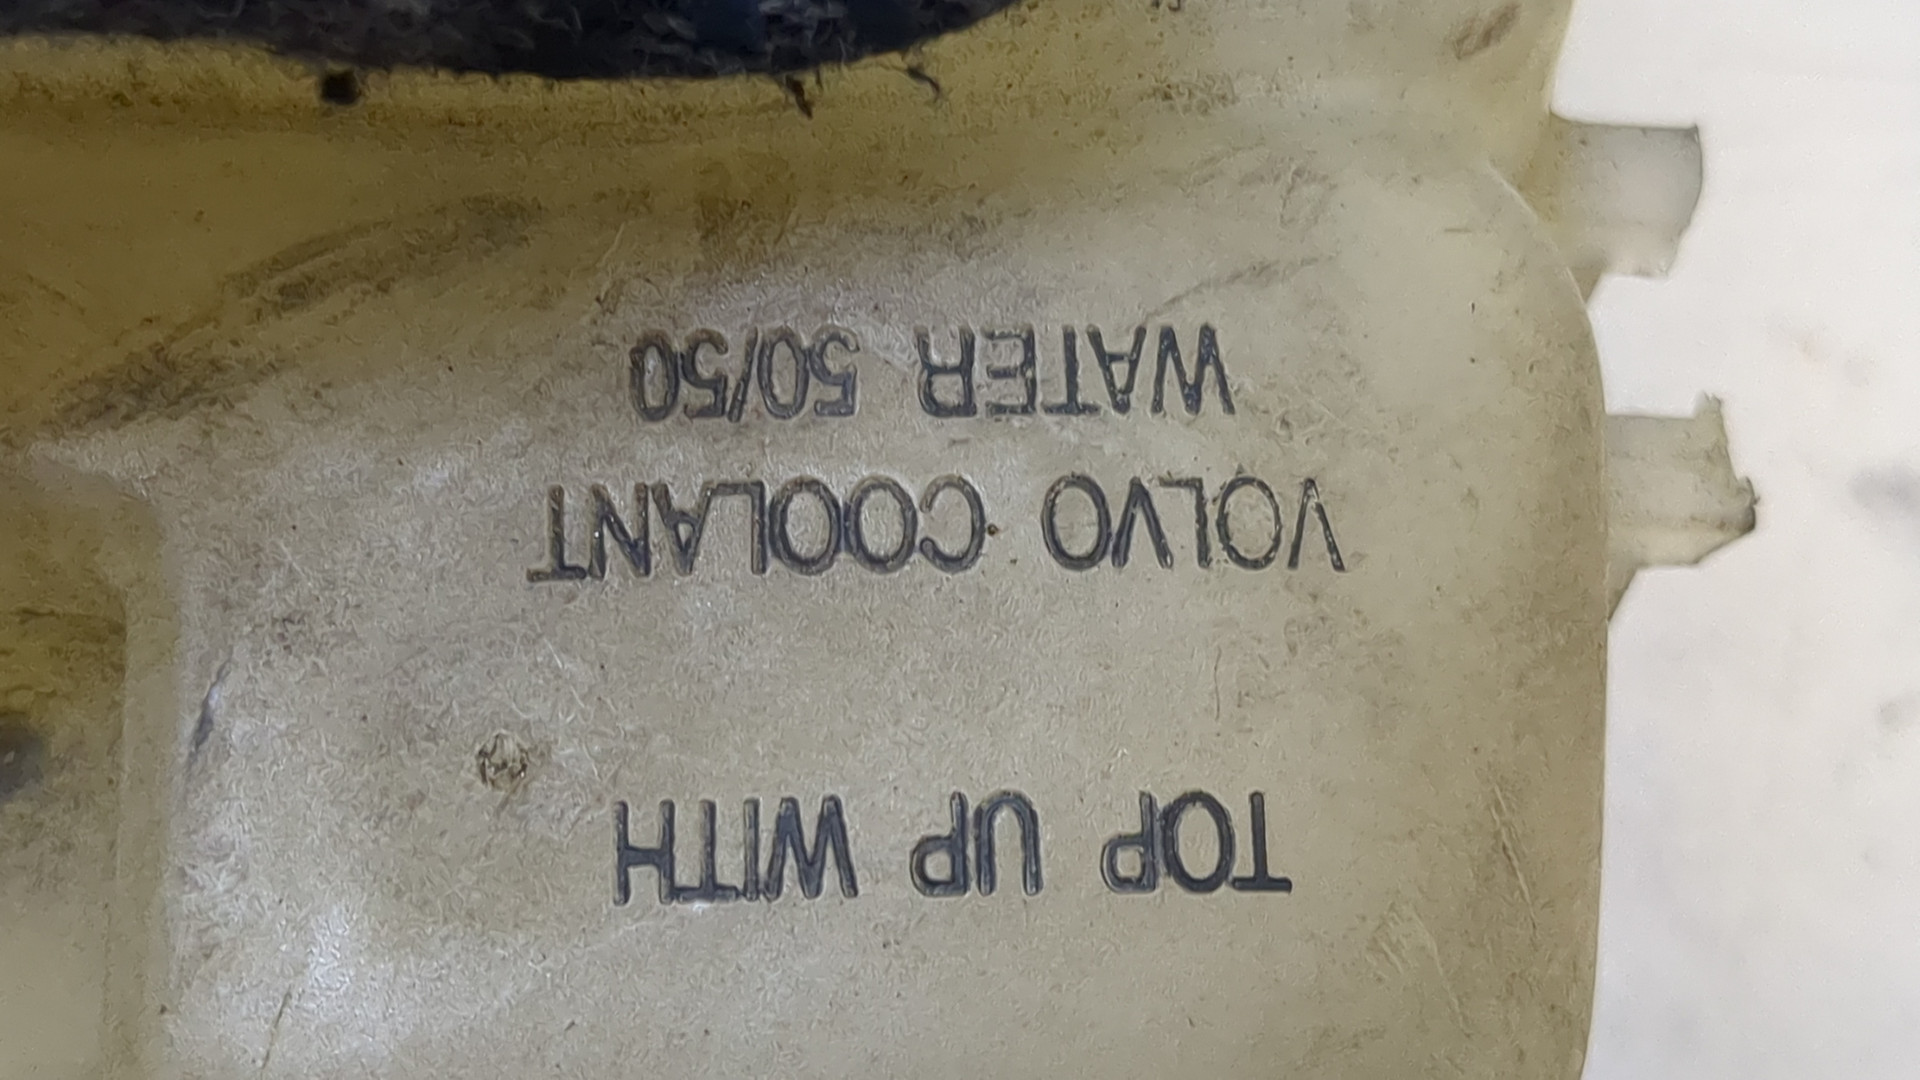 TOP UP WITH
VOLVO COOLANT
WATER 50/50